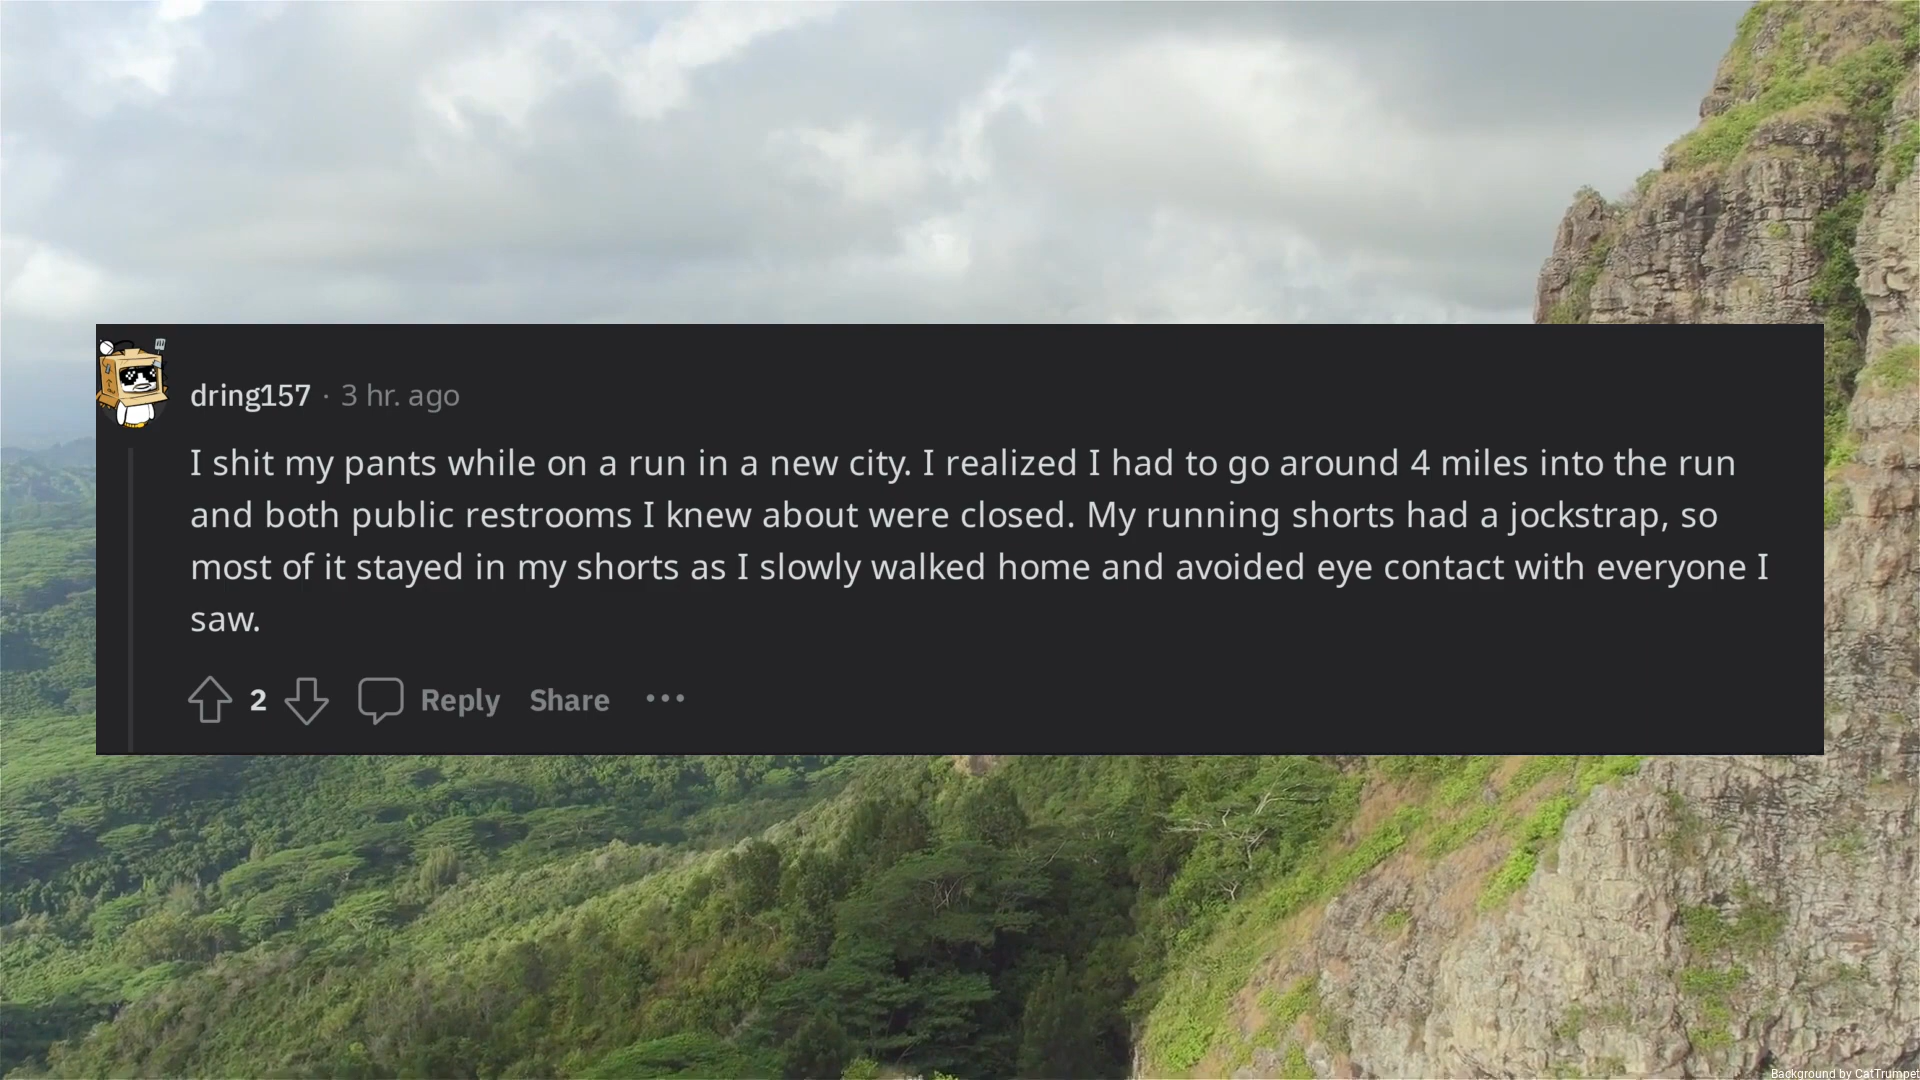 dring157 · 3 hr. ago
I shit my pants while on a run in a new city. I realized I had to go around 4 miles into the run
and both public restrooms I knew about were closed. My running shorts had a jockstrap, so
most of it stayed in my shorts as I slowly walked home and avoided eye contact with everyone I
saw.
2 Reply Share ···
Background by CatTrumpet